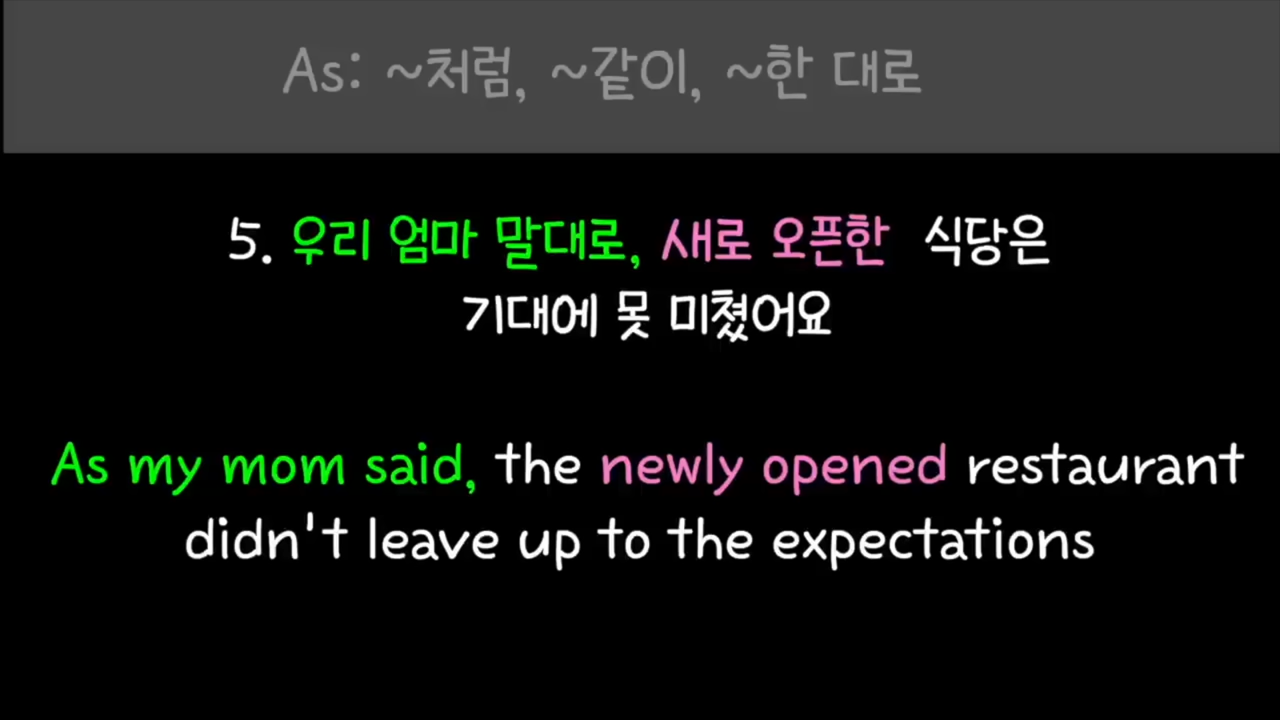 As: ~처럼, ~같이, ~한 대로
5. 우리 엄마 말대로, 새로 오픈한 식당은
기대에 못 미쳤어요
As my mom said, the newly opened restaurant
didn't leave up to the expectations